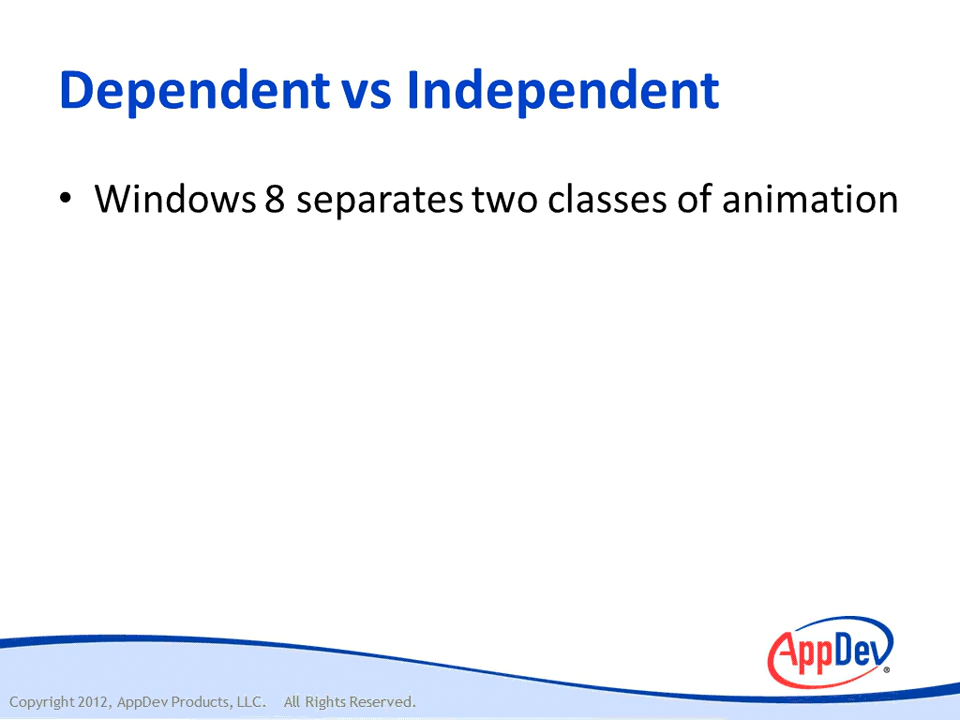 Dependent vs Independent
• Windows 8 separates two classes of animation
AppDev®
Copyright 2012, AppDev Products, LLC. All Rights Reserved.